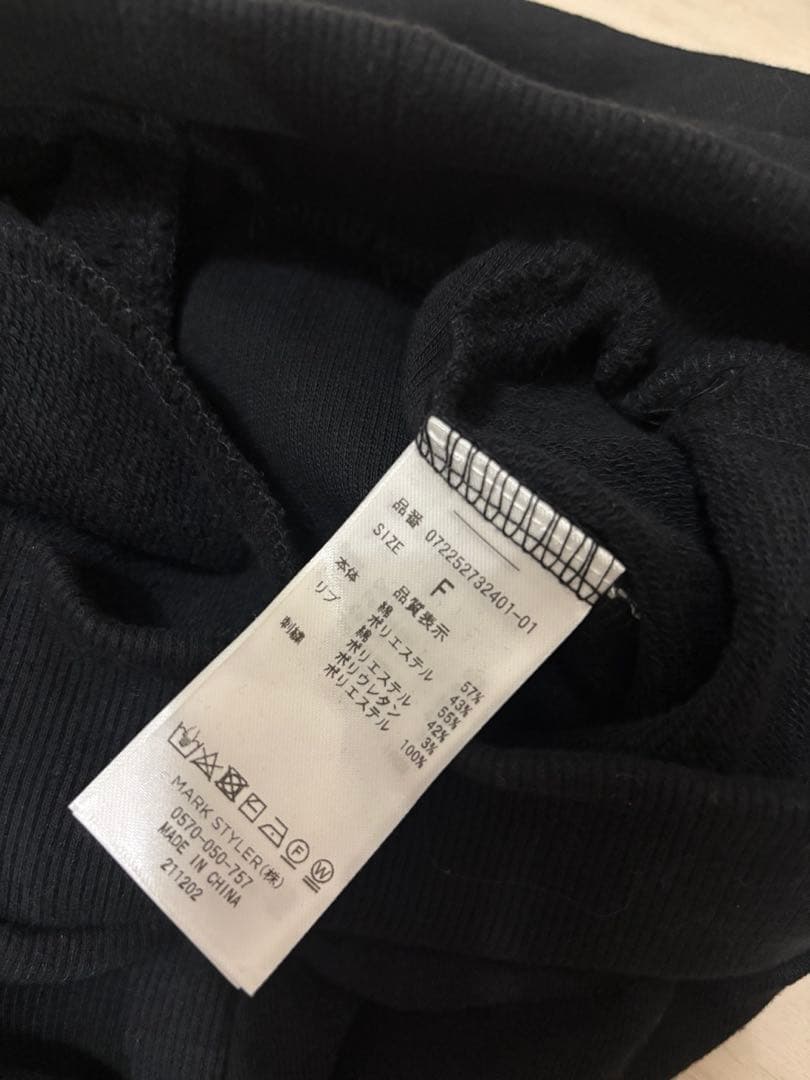 品番 072252732401-01
SIZE F
品質表示
本体 綿 57%
ポリエステル 43%
リブ 綿 55%
ポリエステル 42%
ポリウレタン 3%
刺繍 ポリエステル 100%
F W
MARK STYLER(株)
0570-050-757
MADE IN CHINA
211202